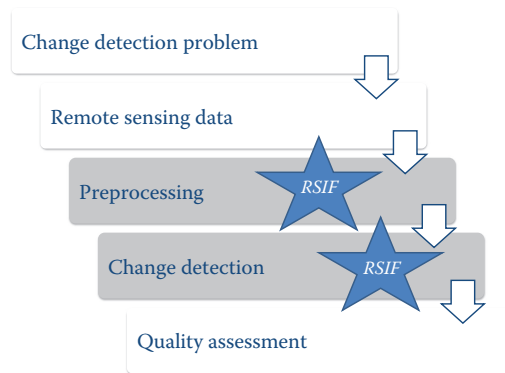 Change detection problem
Remote sensing data
Preprocessing
RSIF
Change detection
RSIF
Quality assessment